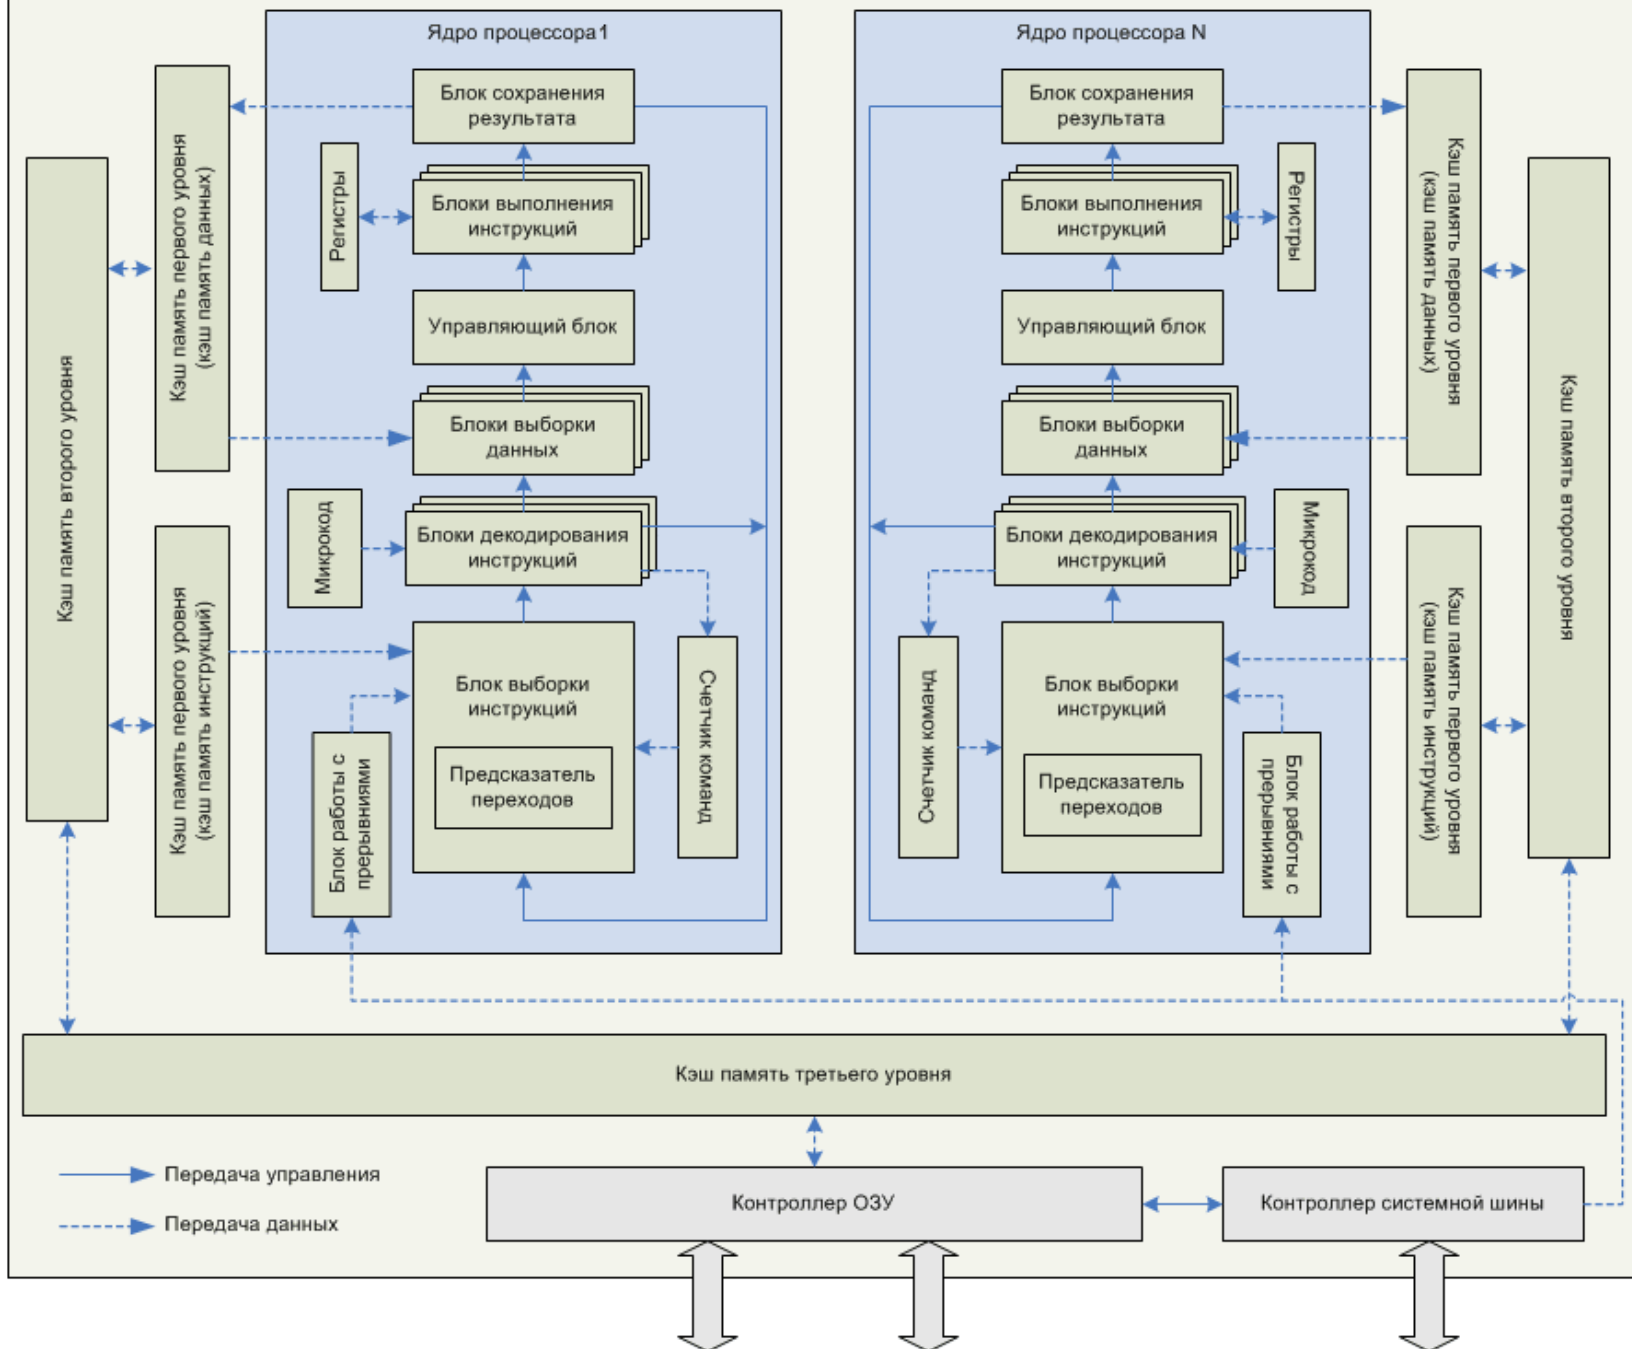 Ядро процессора1
Блок сохранения
результата
Регистры
Блоки выполнения
инструкций
Управляющий блок
Блоки выборки
данных
Микрокод
Блоки декодирования
инструкций
Блок выборки
инструкций
Предсказатель
переходов
Счетчик команд
Блок работы с
прерывниями
Кэш память первого уровня
(кэш память данных)
Кэш память первого уровня
(кэш память инструкций)
Кэш память второго уровня
Ядро процессора N
Блок сохранения
результата
Регистры
Блоки выполнения
инструкций
Управляющий блок
Блоки выборки
данных
Микрокод
Блоки декодирования
инструкций
Блок выборки
инструкций
Предсказатель
переходов
Счетчик команд
Блок работы с
прерывниями
Кэш память первого уровня
(кэш память данных)
Кэш память первого уровня
(кэш память инструкций)
Кэш память второго уровня
Кэш память третьего уровня
Передача управления
Передача данных
Контроллер ОЗУ
Контроллер системной шины